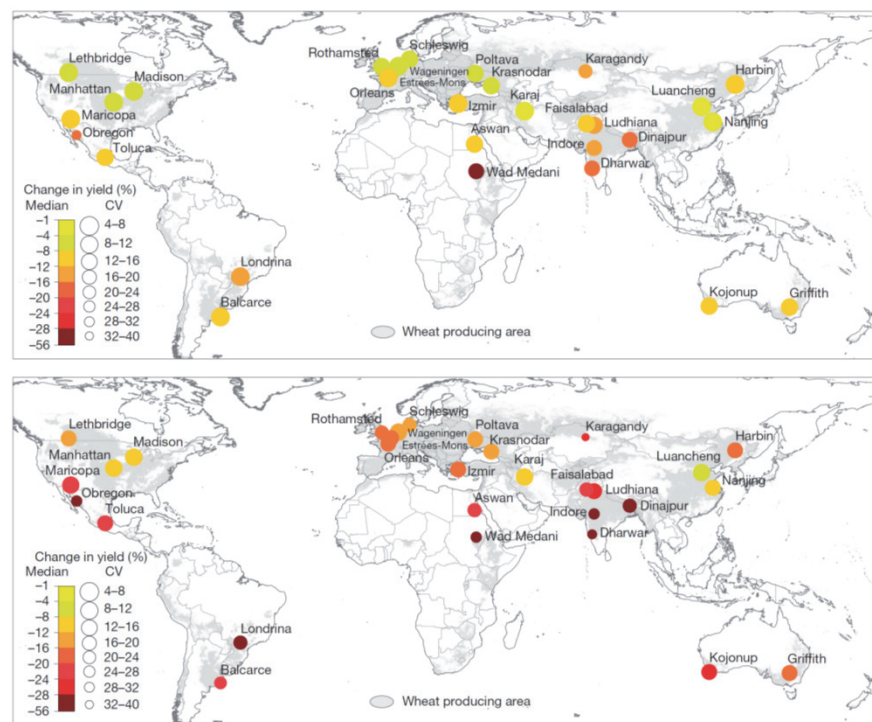 Lethbridge
Madison
Manhattan
Maricopa
Obregon
Toluca
Londrina
Balcarce
Rothamsted
Schleswig
Wageningen
Estrées-Mons
Orleans
Poltava
Krasnodar
Izmir
Karaj
Aswan
Wad Medani
Karagandy
Faisalabad
Ludhiana
Indore
Dinajpur
Dharwar
Harbin
Luancheng
Nanjing
Kojonup
Griffith
Change in yield (%)
Median CV
–1 4–8
–4 8–12
–8 12–16
–12 16–20
–16 20–24
–20 24–28
–24 28–32
–28 32–40
–56
Wheat producing area
Lethbridge
Madison
Manhattan
Maricopa
Obregon
Toluca
Londrina
Balcarce
Rothamsted
Schleswig
Wageningen
Estrées-Mons
Orleans
Poltava
Krasnodar
Izmir
Karaj
Aswan
Wad Medani
Karagandy
Faisalabad
Ludhiana
Indore
Dinajpur
Dharwar
Harbin
Luancheng
Nanjing
Kojonup
Griffith
Change in yield (%)
Median CV
–1 4–8
–4 8–12
–8 12–16
–12 16–20
–16 20–24
–20 24–28
–24 28–32
–28 32–40
–56
Wheat producing area